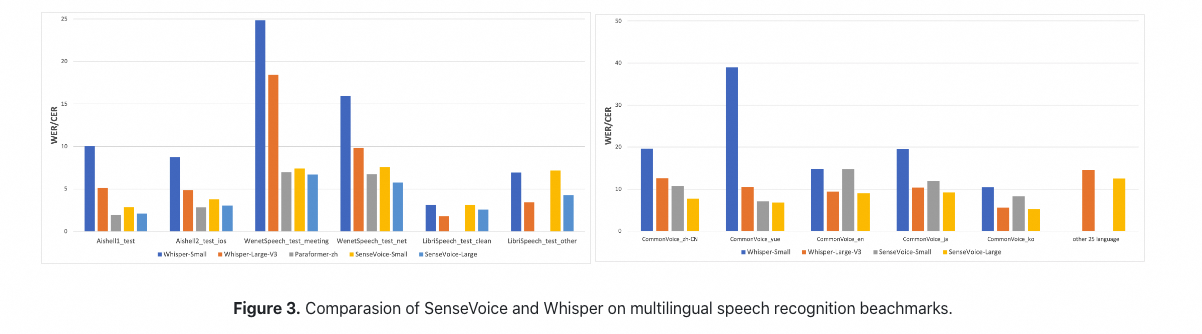 25
20
15
10
5
0
WER/CER
Aishell1_test
Aishell2_test_ios
WenetSpeech_test_meeting
WenetSpeech_test_net
LibriSpeech_test_clean
LibriSpeech_test_other
Whisper-Small
Whisper-Large-V3
Paraformer-zh
SenseVoice-Small
SenseVoice-Large
50
40
30
20
10
0
WER/CER
CommonVoice_zh-CN
CommonVoice_yue
CommonVoice_en
CommonVoice_ja
CommonVoice_ko
other 25 language
Whisper-Small
Whisper-Large-V3
SenseVoice-Small
SenseVoice-Large
Figure 3. Comparasion of SenseVoice and Whisper on multilingual speech recognition beachmarks.